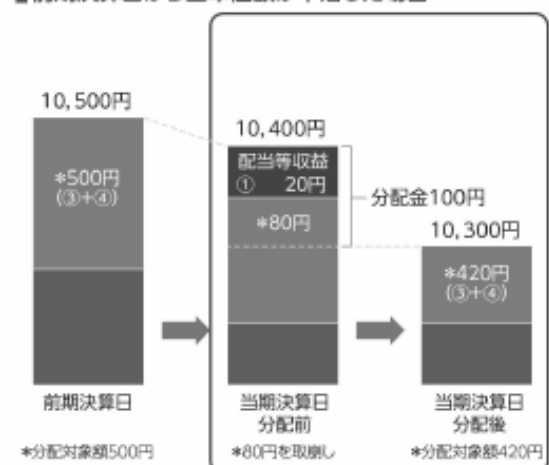 10,500円
*500円
(③+④)
前期決算日
*分配対象額500円
10,400円
配当等収益
① 20円
*80円
分配金100円
当期決算日
分配前
*80円を取崩し
10,300円
*420円
(③+④)
当期決算日
分配後
*分配対象額420円